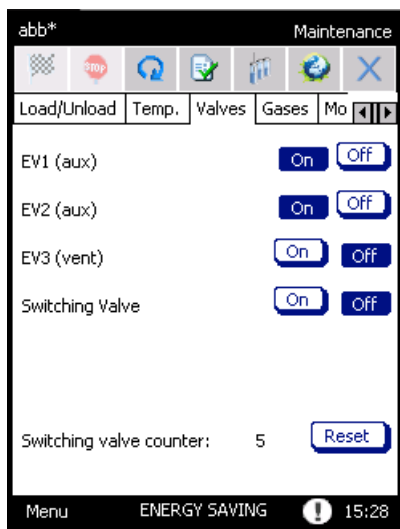 abb* Maintenance
STOP
Load/Unload Temp. Valves Gases Mo
EV1 (aux) On Off
EV2 (aux) On Off
EV3 (vent) On Off
Switching Valve On Off
Switching valve counter: 5 Reset
Menu ENERGY SAVING ! 15:28